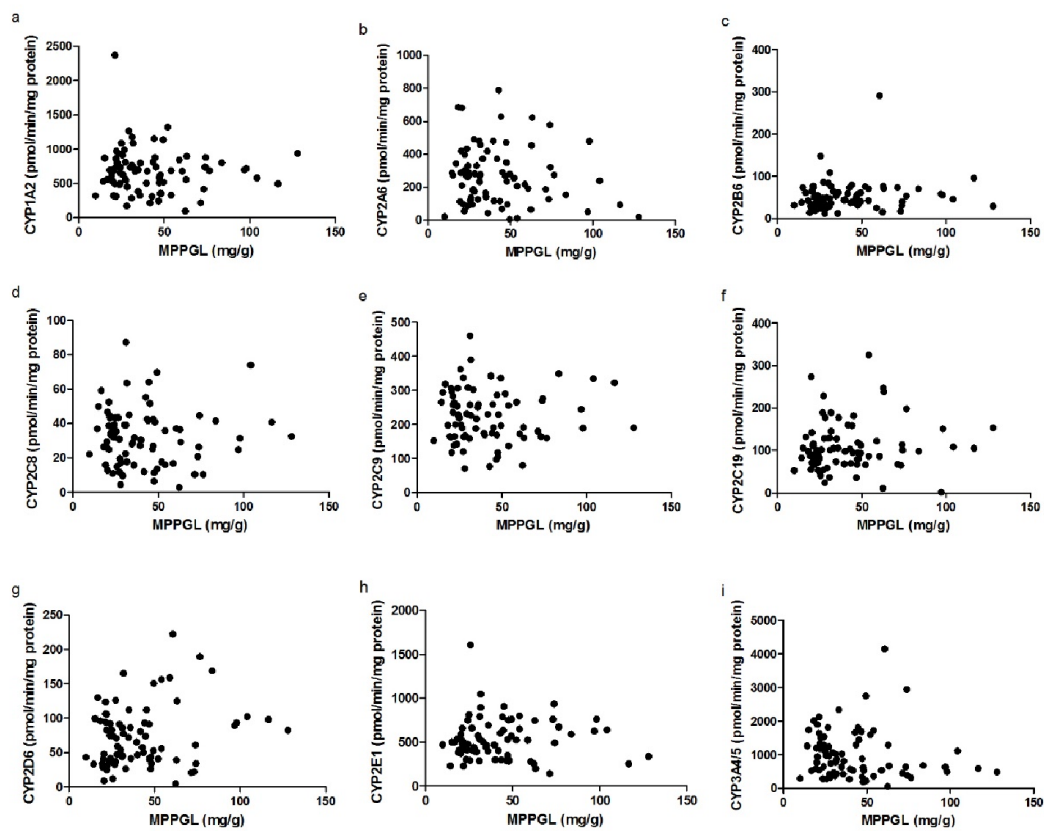 a
2500
2000
1500
1000
500
0
0 50 100 150
CYP1A2 (pmol/min/mg protein)
MPPGL (mg/g)
b
1000
800
600
400
200
0
0 50 100 150
CYP2A6 (pmol/min/mg protein)
MPPGL (mg/g)
c
400
300
200
100
0
0 50 100 150
CYP2B6 (pmol/min/mg protein)
MPPGL (mg/g)
d
100
80
60
40
20
0
0 50 100 150
CYP2C8 (pmol/min/mg protein)
MPPGL (mg/g)
e
500
400
300
200
100
0
0 50 100 150
CYP2C9 (pmol/min/mg protein)
MPPGL (mg/g)
f
400
300
200
100
0
0 50 100 150
CYP2C19 (pmol/min/mg protein)
MPPGL (mg/g)
g
250
200
150
100
50
0
0 50 100 150
CYP2D6 (pmol/min/mg protein)
MPPGL (mg/g)
h
2000
1500
1000
500
0
0 50 100 150
CYP2E1 (pmol/min/mg protein)
MPPGL (mg/g)
i
5000
4000
3000
2000
1000
0
0 50 100 150
CYP3A4/5 (pmol/min/mg protein)
MPPGL (mg/g)